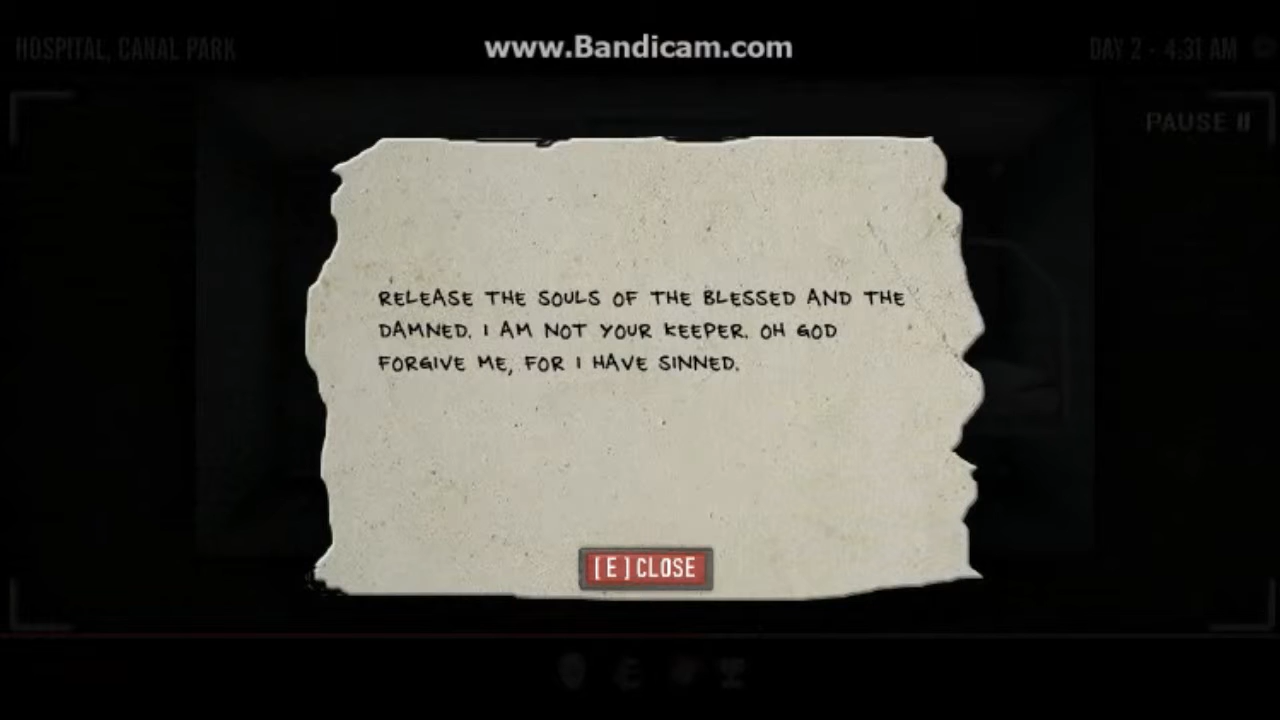 www.Bandicam.com
HOSPITAL, CANAL PARK
DAY 2 - 4:31 AM
PAUSE II
RELEASE THE SOULS OF THE BLESSED AND THE
DAMNED. I AM NOT YOUR KEEPER. OH GOD
FORGIVE ME, FOR I HAVE SINNED.
[E] CLOSE